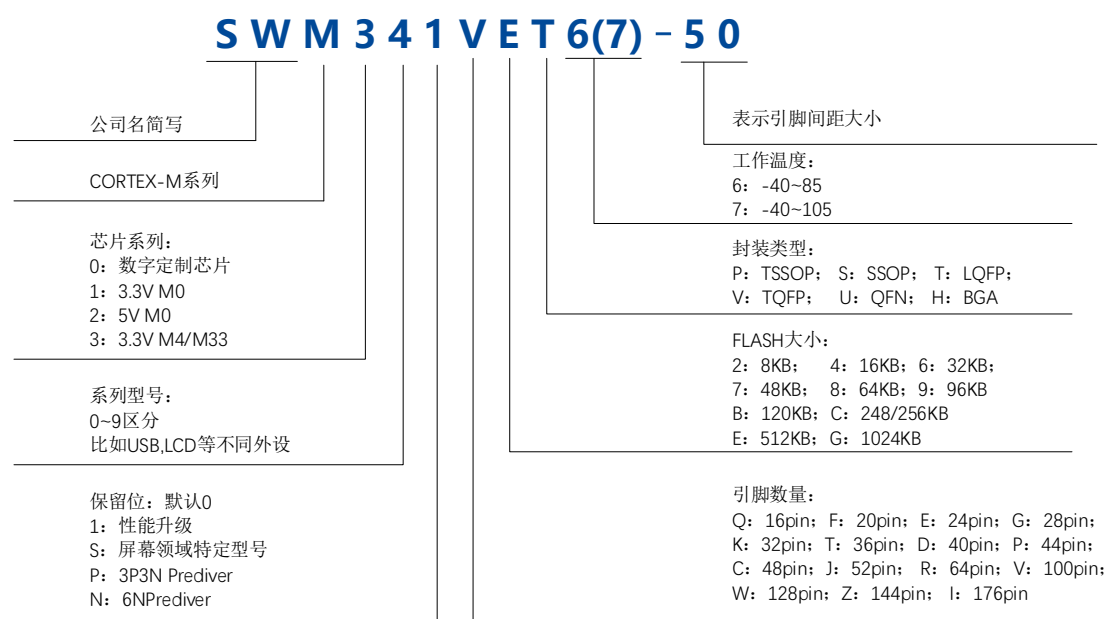 SWM341VET6(7)-50
公司名简写
CORTEX-M系列
芯片系列：
0：数字定制芯片
1：3.3V M0
2：5V M0
3：3.3V M4/M33
系列型号：
0~9区分
比如USB,LCD等不同外设
保留位：默认0
1：性能升级
S：屏幕领域特定型号
P：3P3N Prediver
N：6NPrediver
表示引脚间距大小
工作温度：
6：-40~85
7：-40~105
封装类型：
P：TSSOP；S：SSOP；T：LQFP；
V：TQFP； U：QFN；H：BGA
FLASH大小：
2：8KB； 4：16KB；6：32KB；
7：48KB；8：64KB；9：96KB
B：120KB；C：248/256KB
E：512KB；G：1024KB
引脚数量：
Q：16pin；F：20pin；E：24pin；G：28pin；
K：32pin；T：36pin；D：40pin；P：44pin；
C：48pin；J：52pin； R：64pin；V：100pin；
W：128pin；Z：144pin； I：176pin